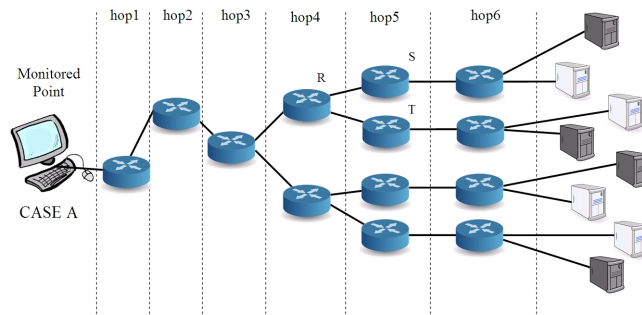 hop1
hop2
hop3
hop4
hop5
hop6
Monitored
Point
CASE A
R
S
T